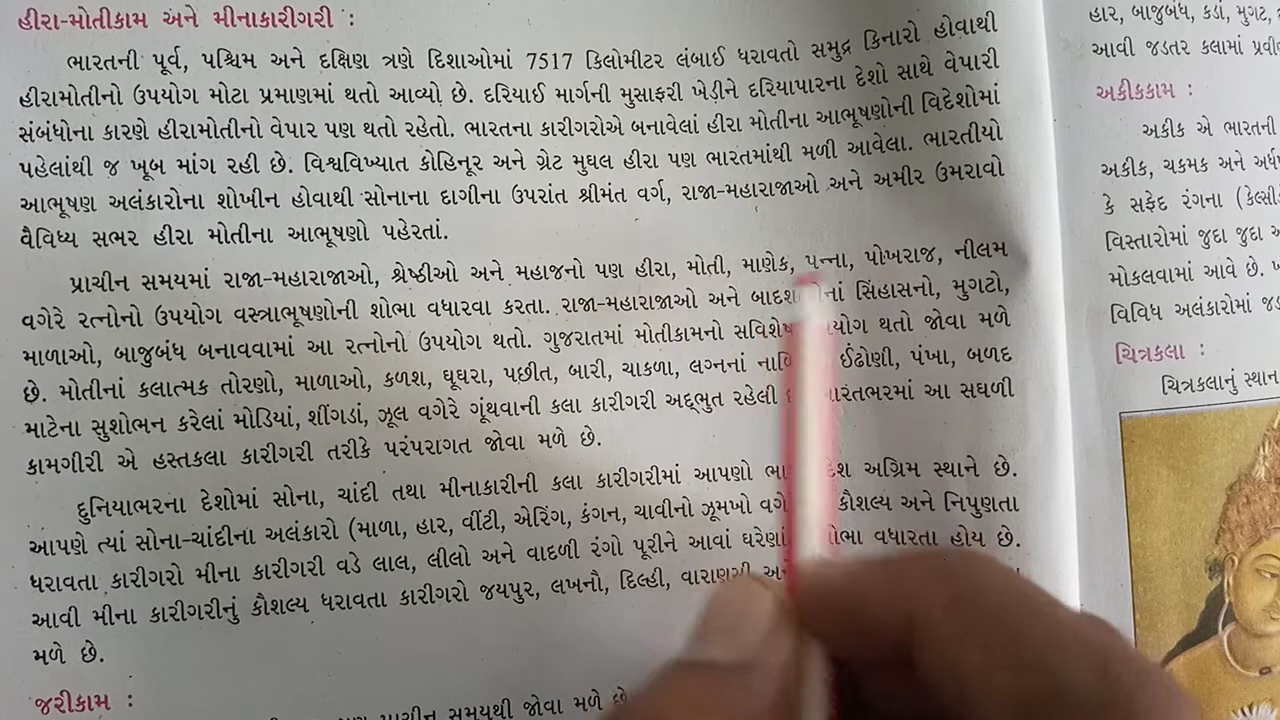 હીરા-મોતીકામ અને મીનાકારીગરી :
ભારતની પૂર્વ, પશ્ચિમ અને દક્ષિણ ત્રણે દિશાઓમાં 7517 કિલોમીટર લંબાઈ ધરાવતો સમુદ્ર કિનારો હોવાથી
હીરામોતીનો ઉપયોગ મોટા પ્રમાણમાં થતો આવ્યો છે. દરિયાઈ માર્ગની મુસાફરી ખેડીને દરિયાપારના દેશો સાથે વેપારી
સંબંધોના કારણે હીરામોતીનો વેપાર પણ થતો રહેતો. ભારતના કારીગરોએ બનાવેલાં હીરા મોતીના આભૂષણોની વિદેશોમાં
પહેલાંથી જ ખૂબ માંગ રહી છે. વિશ્વવિખ્યાત કોહિનૂર અને ગ્રેટ મુઘલ હીરા પણ ભારતમાંથી મળી આવેલા. ભારતીયો
આભૂષણ અલંકારોના શોખીન હોવાથી સોનાના દાગીના ઉપરાંત શ્રીમંત વર્ગ, રાજા-મહારાજાઓ અને અમીર ઉમરાવો
વૈવિધ્ય સભર હીરા મોતીના આભૂષણો પહેરતાં.
પ્રાચીન સમયમાં રાજા-મહારાજાઓ, શ્રેષ્ઠીઓ અને મહાજનો પણ હીરા, મોતી, માણેક, પન્ના, પોખરાજ, નીલમ
વગેરે રત્નોનો ઉપયોગ વસ્ત્રાભૂષણોની શોભા વધારવા કરતા. રાજા-મહારાજાઓ અને સિંહાસનો, મુગટો,
માળાઓ, બાજુબંધ બનાવવામાં આ રત્નોનો ઉપયોગ થતો. ગુજરાતમાં મોતીકામનો થતો જોવા મળે
છે. મોતીનાં કલાત્મક તોરણો, માળાઓ, કળશ, ઘૂઘરા, પછીત, બારી, ચાકળા, લગ્નનાં ઈંઢોણી, પંખા, બળદ
માટેના સુશોભન કરેલાં મોડિયાં, શીંગડાં, ઝૂલ વગેરે ગૂંથવાની કલા કારીગરી અદ્‌ભુત રહેલી આ સઘળી
કામગીરી એ હસ્તકલા કારીગરી તરીકે પરંપરાગત જોવા મળે છે.
દુનિયાભરના દેશોમાં સોના, ચાંદી તથા મીનાકારીની કલા કારીગરીમાં આપણો અગ્રિમ સ્થાને છે.
આપણે ત્યાં સોના-ચાંદીના અલંકારો (માળા, હાર, વીંટી, એરિંગ, કંગન, ચાવીનો ઝૂમખો કૌશલ્ય અને નિપુણતા
ધરાવતા કારીગરો મીના કારીગરી વડે લાલ, લીલો અને વાદળી રંગો પૂરીને આવાં વધારતા હોય છે.
આવી મીના કારીગરીનું કૌશલ્ય ધરાવતા કારીગરો જયપુર, લખનૌ, દિલ્હી,
મળે છે.
જરીકામ :
સમયથી જોવા મળે
હાર, બાજુબંધ, કડાં, મુગટ,
આવી જડતર કલામાં
અકીકકામ :
અકીક એ ભારતની
અકીક, ચકમક અને
કે સફેદ રંગના
વિસ્તારોમાં જુદા જુદા
મોકલવામાં આવે છે.
વિવિધ અલંકારોમાં
ચિત્રકલા :
ચિત્રકલાનું સ્થાન